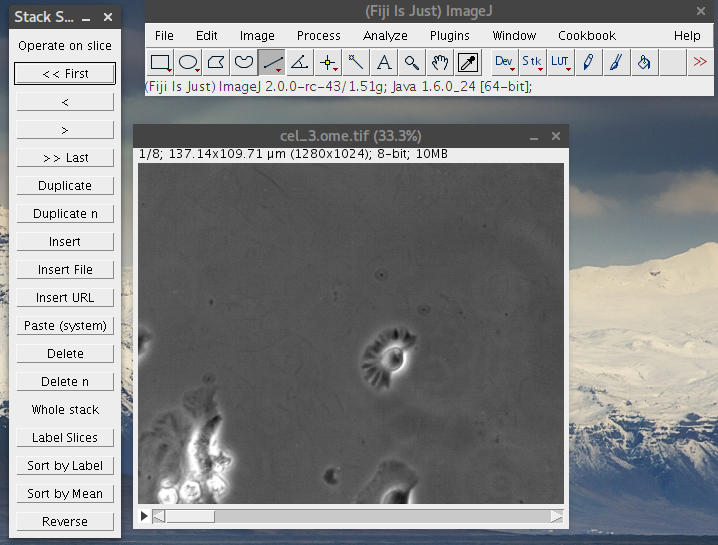 Stack S...
Operate on slice
<< First
<
>
>> Last
Duplicate
Duplicate n
Insert
Insert File
Insert URL
Paste (system)
Delete
Delete n
Whole stack
Label Slices
Sort by Label
Sort by Mean
Reverse
(Fiji Is Just) ImageJ
File Edit Image Process Analyze Plugins Window Cookbook Help
A Dev Stk LUT >>
(Fiji Is Just) ImageJ 2.0.0-rc-43/1.51g; Java 1.6.0_24 [64-bit];
cel_3.ome.tif (33.3%)
1/8; 137.14x109.71 µm (1280x1024); 8-bit; 10MB